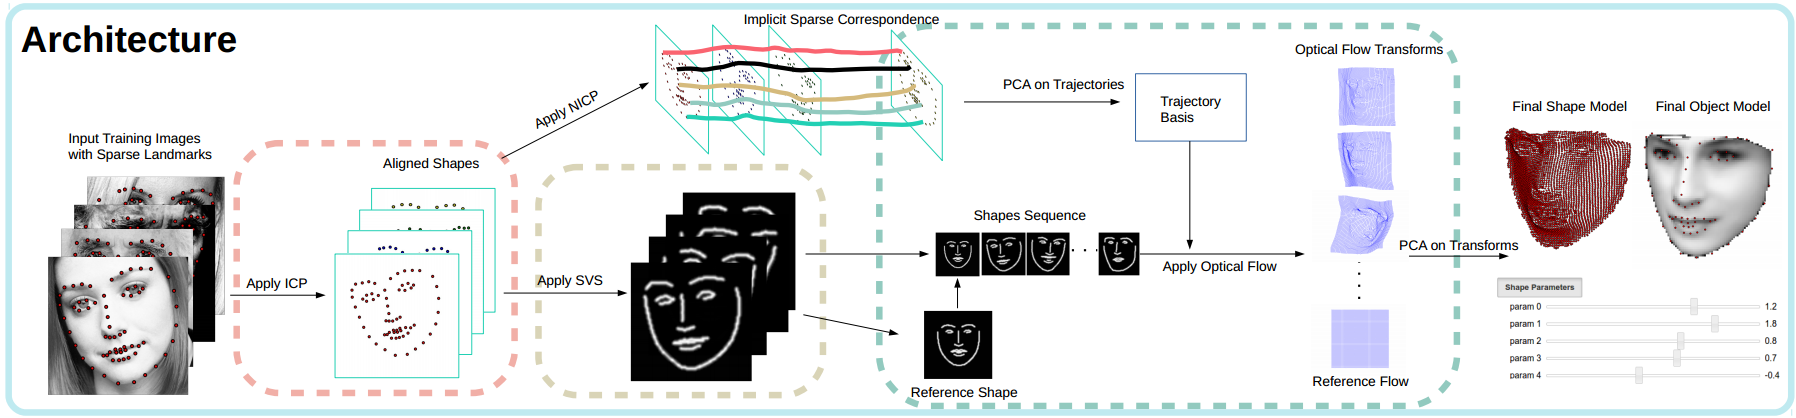 Architecture
Input Training Images
with Sparse Landmarks
Apply ICP
Aligned Shapes
Apply NICP
Apply SVS
Implicit Sparse Correspondence
PCA on Trajectories
Trajectory
Basis
Shapes Sequence
Reference Shape
Apply Optical Flow
Optical Flow Transforms
Reference Flow
PCA on Transforms
Final Shape Model
Final Object Model
Shape Parameters
param 0 1.2
param 1 1.8
param 2 0.8
param 3 0.7
param 4 -0.4